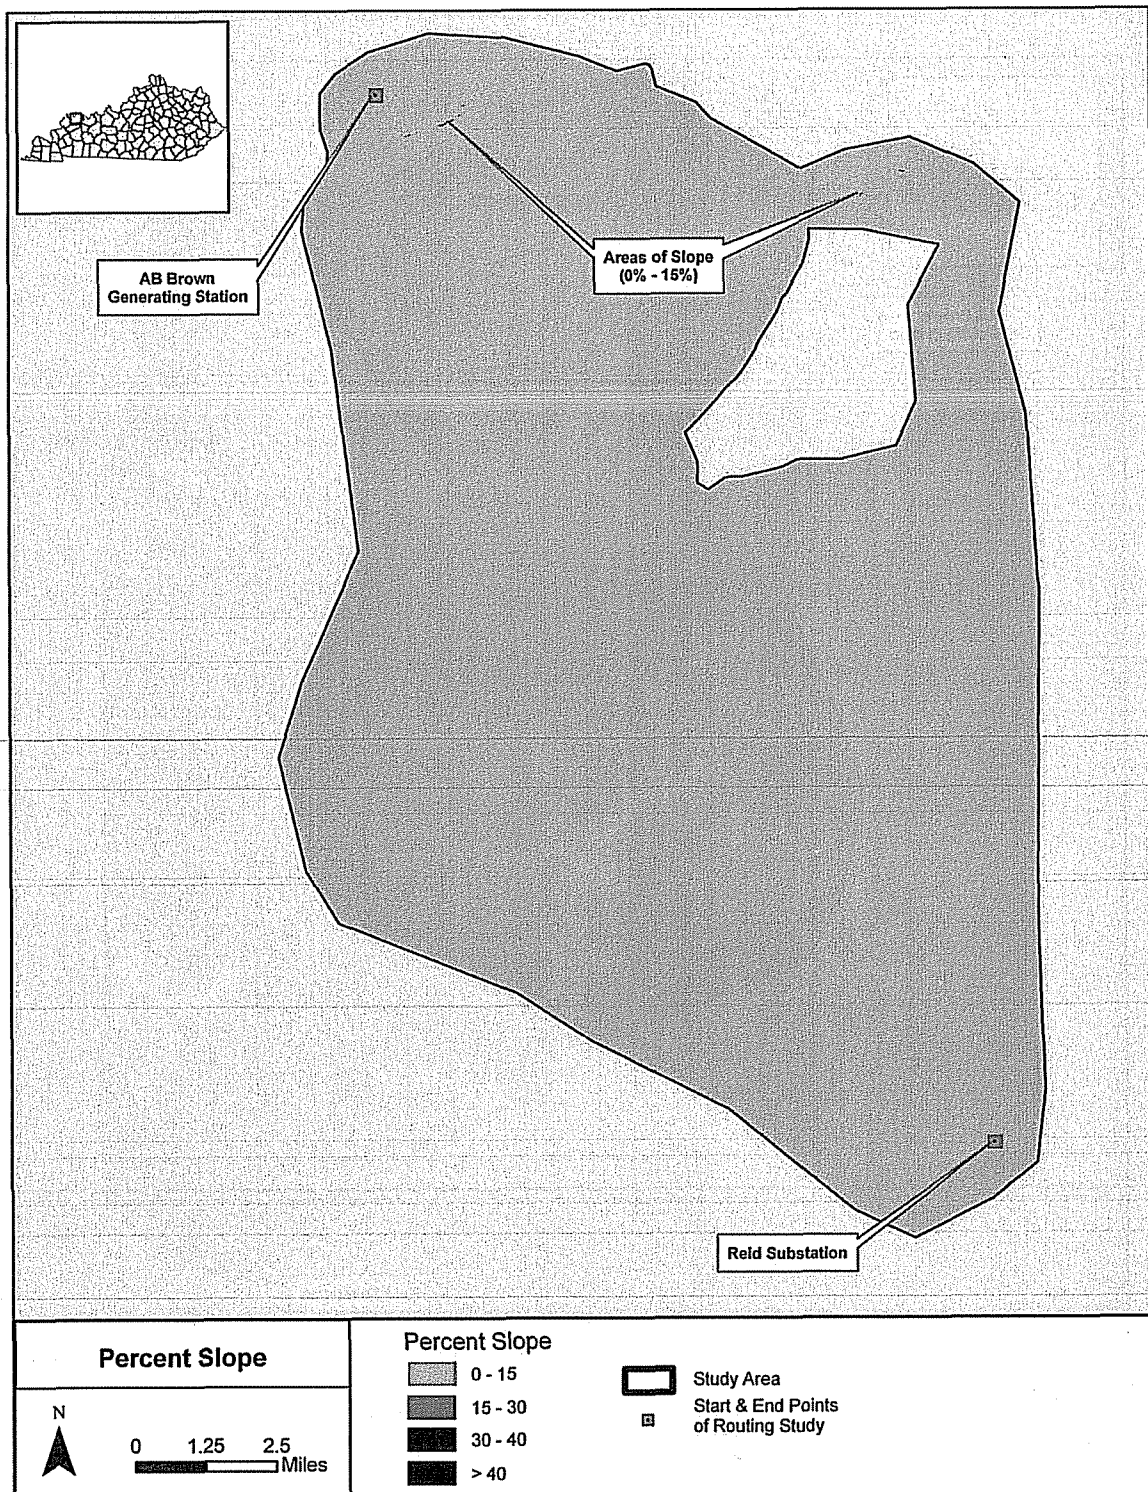 AB Brown
Generating Station
Areas of Slope
(0% - 15%)
Reid Substation
Percent Slope
N
0 1.25 2.5
Miles
Percent Slope
0 - 15
15 - 30
30 - 40
> 40
Study Area
Start & End Points
of Routing Study